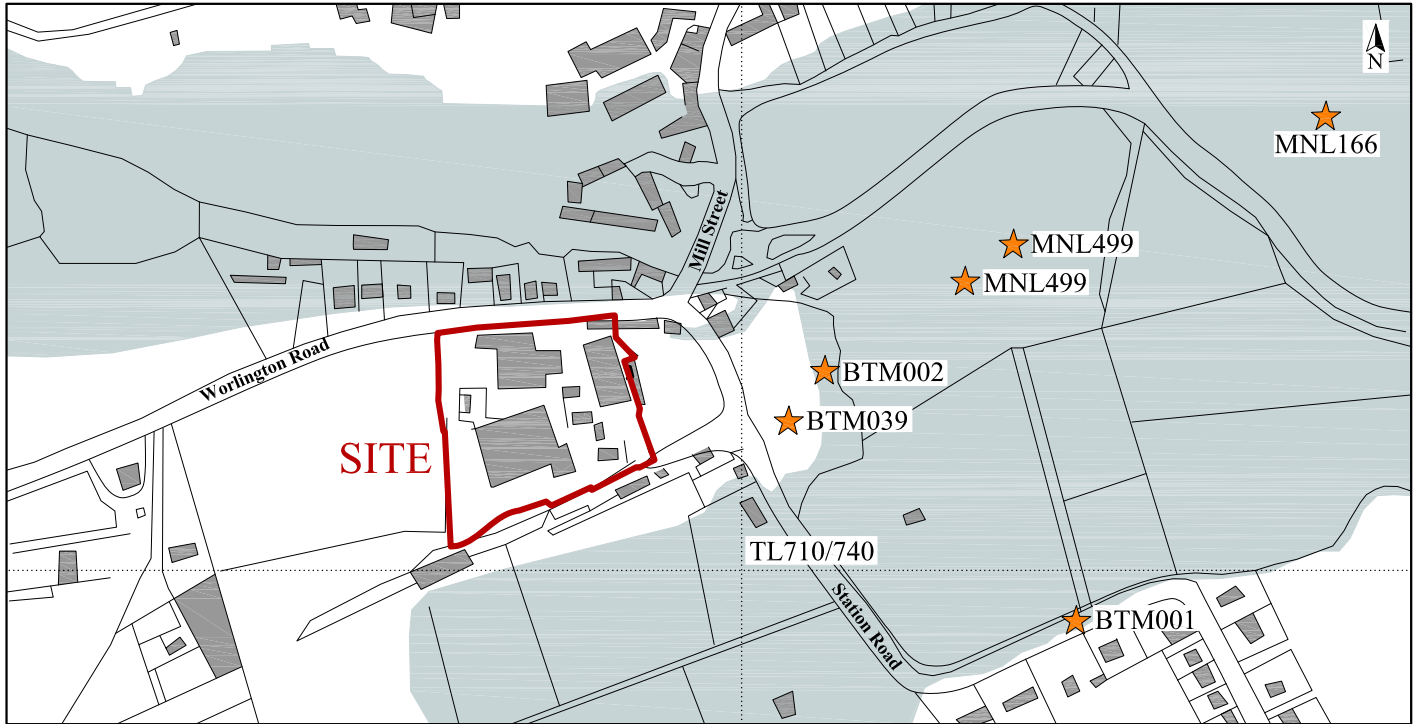 N
MNL166
Mill Street
MNL499
MNL499
Worlington Road
BTM002
BTM039
SITE
TL710/740
Station Road
BTM001